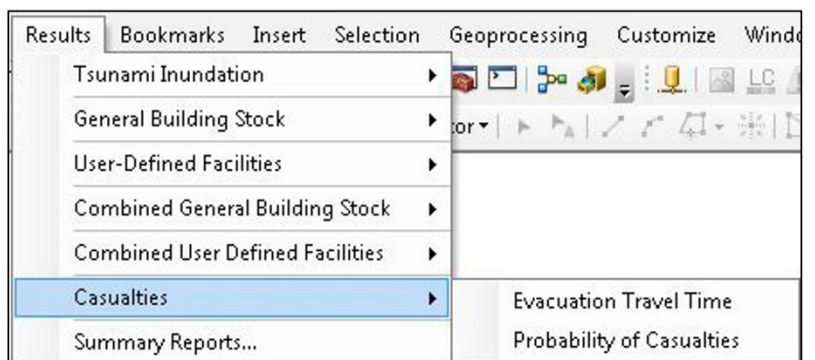 Results Bookmarks Insert Selection Geoprocessing Customize
Tsunami Inundation
LC
General Building Stock
User-Defined Facilities
Combined General Building Stock
Combined User Defined Facilities
Casualties
Evacuation Travel Time
Summary Reports...
Probability of Casualties